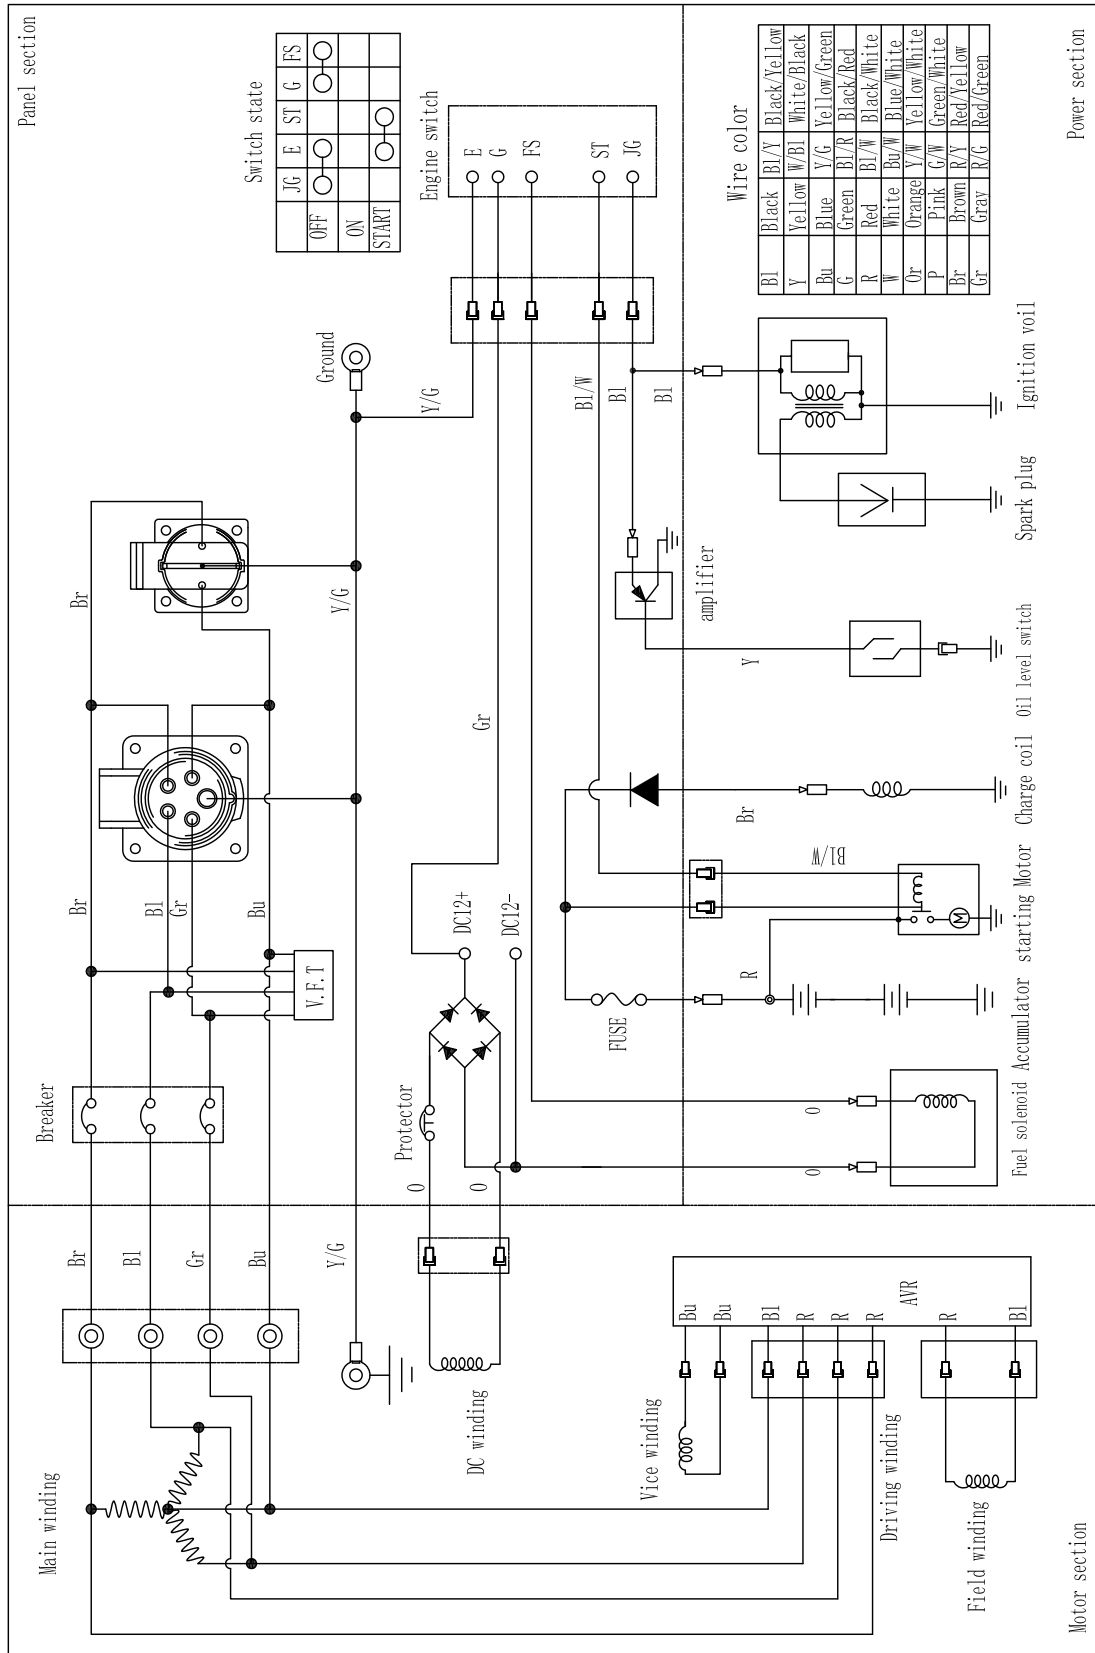 Panel section
Switch state
JG E ST G FS
OFF
ON
START
Engine switch
E
G
FS
ST
JG
Ground
Y/G
Bl/W
Bl
Bl
Br
Y/G
Gr
amplifier
Y
Br
Bl
Gr
Bu
V.F.T
DC12+
DC12-
Br
Bl/W
R
FUSE
Breaker
Protector
O
O
O
O
Power section
Wire color
Bl Black Bl/Y Black/Yellow
Y Yellow W/Bl White/Black
Bu Blue Y/G Yellow/Green
G Green Bl/R Black/Red
R Red Bl/W Black/White
W White Bu/W Blue/White
Or Orange Y/W Yellow/White
P Pink G/W Green/White
Br Brown R/Y Red/Yellow
Gr Gray R/G Red/Green
Ignition voil
Spark plug
Oil level switch
Charge coil
starting Motor
M
Accumulator
Fuel solenoid
Br
Bl
Gr
Bu
Y/G
Main winding
DC winding
Vice winding
Bu
Bu
Bl
R
R
R
AVR
R
Bl
Driving winding
Field winding
Motor section